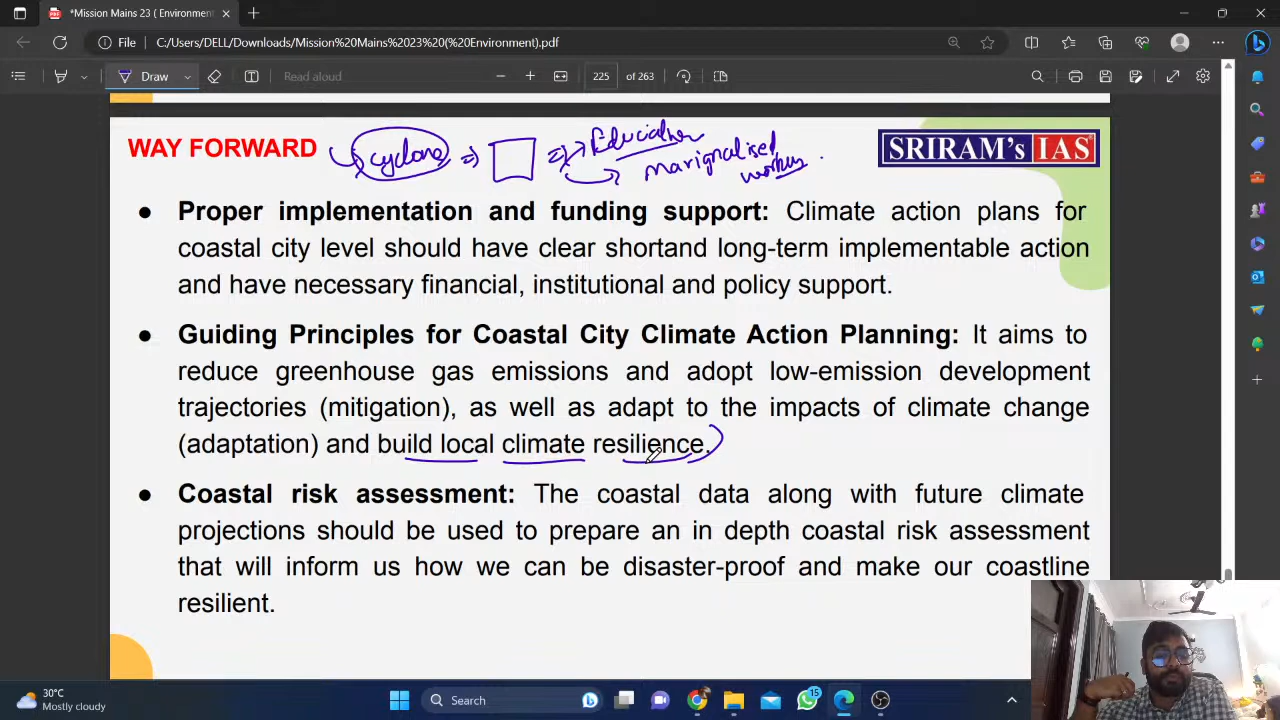 *Mission Mains 23 ( Environment
File C:/Users/DELL/Downloads/Mission%20Mains%2023%20(%20Environment).pdf
Draw Read aloud 225 of 263
WAY FORWARD
cyclone
marignalised
workers
SRIRAM's IAS
● Proper implementation and funding support: Climate action plans for
coastal city level should have clear shortand long-term implementable action
and have necessary financial, institutional and policy support.
● Guiding Principles for Coastal City Climate Action Planning: It aims to
reduce greenhouse gas emissions and adopt low-emission development
trajectories (mitigation), as well as adapt to the impacts of climate change
(adaptation) and build local climate resilience.
● Coastal risk assessment: The coastal data along with future climate
projections should be used to prepare an in depth coastal risk assessment
that will inform us how we can be disaster-proof and make our coastline
resilient.
30°C
Mostly cloudy
Search
15